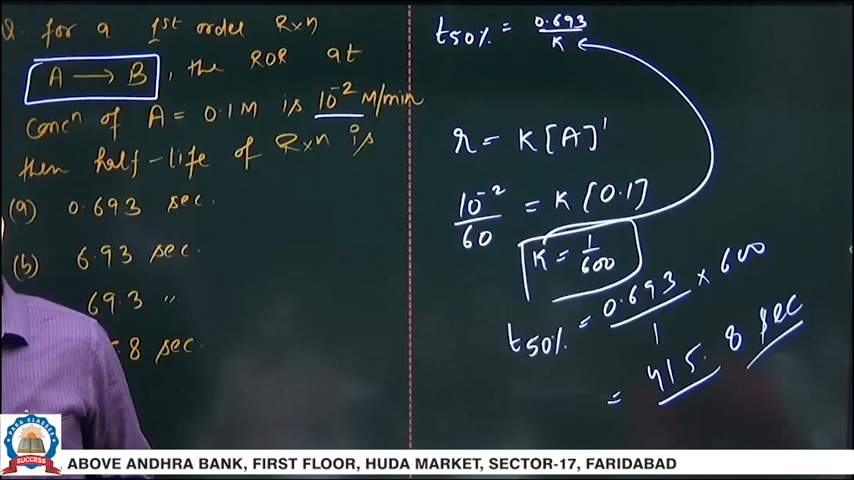 Q. for a 1st order Rxn
A → B, the ROR at
Concn of A = 0.1M is 10⁻² M/min
then half-life of Rxn is
(a) 0.693 sec.
(b) 6.93 sec.
69.3 "
.8 sec.
t50% = 0.693/K
r = K[A]¹
10⁻²/60 = K[0.1]
K = 1/600
t50% = 0.693/1 × 600
= 415.8 sec
PARA CLASSES
SUCCESS
ABOVE ANDHRA BANK, FIRST FLOOR, HUDA MARKET, SECTOR-17, FARIDABAD